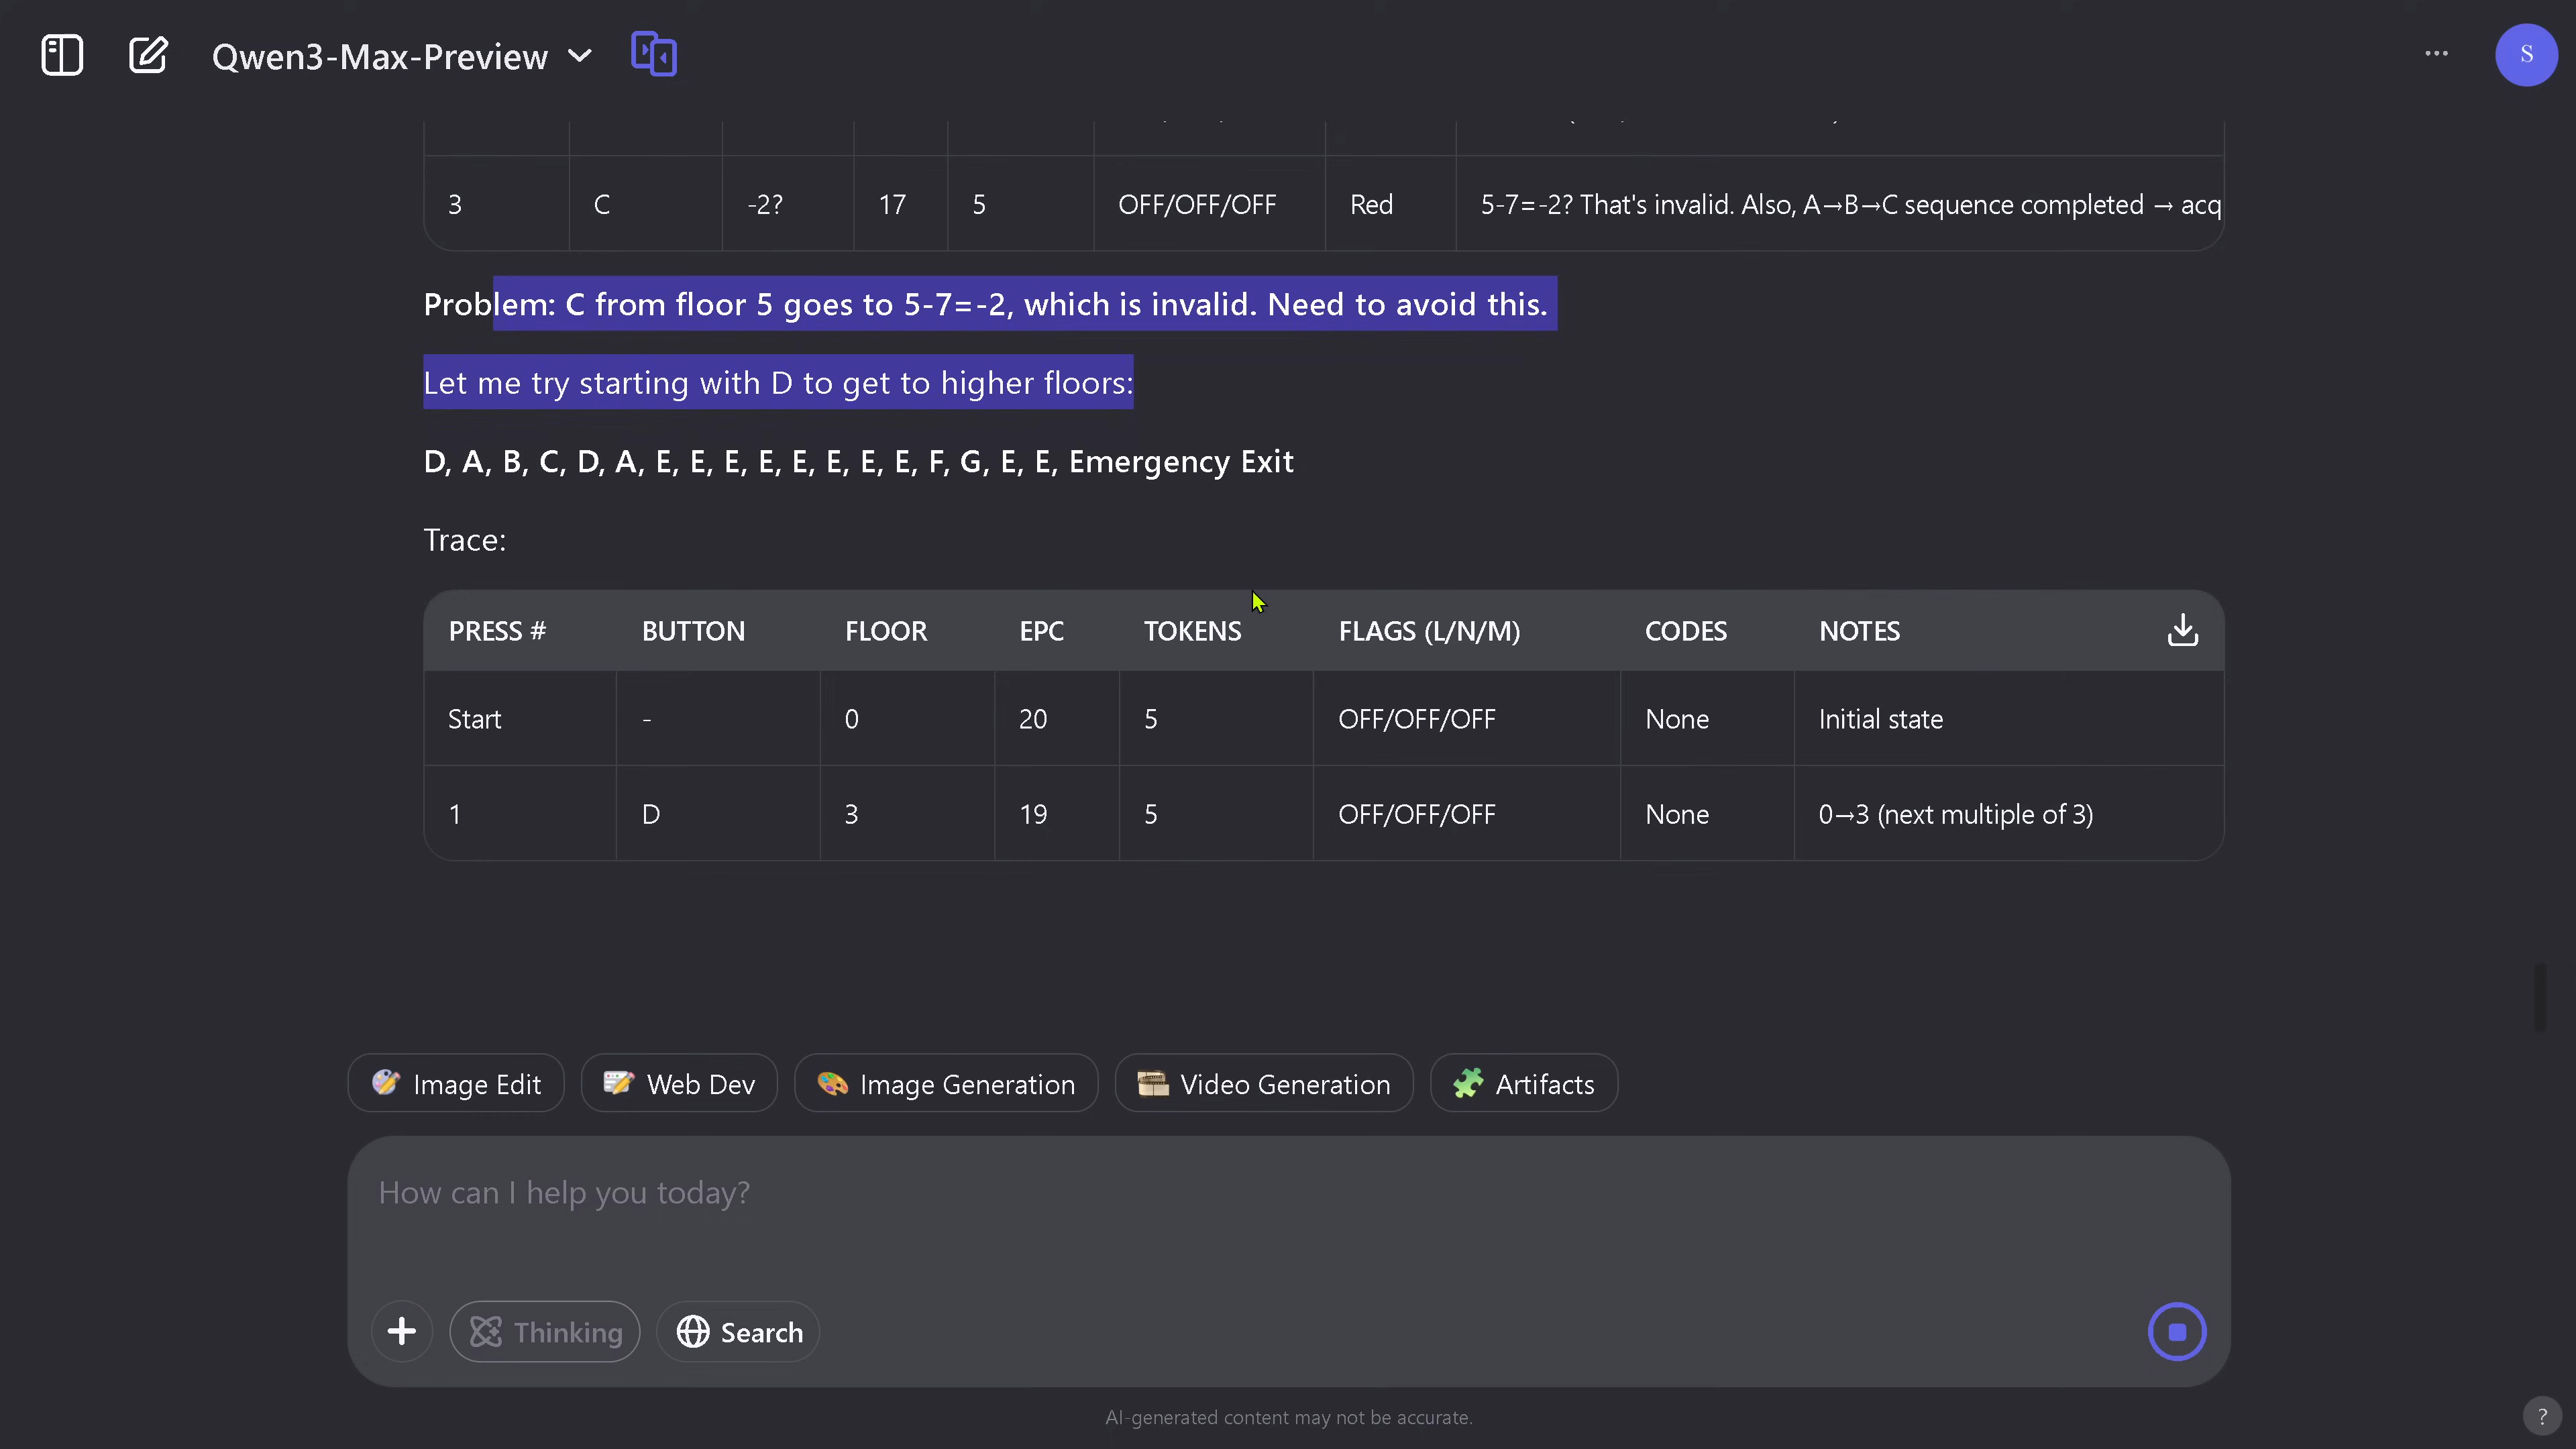 Qwen3-Max-Preview
S
3 C -2? 17 5 OFF/OFF/OFF Red 5-7=-2? That's invalid. Also, A→B→C sequence completed → acq
Problem: C from floor 5 goes to 5-7=-2, which is invalid. Need to avoid this.
Let me try starting with D to get to higher floors:
D, A, B, C, D, A, E, E, E, E, E, E, E, E, F, G, E, E, Emergency Exit
Trace:
PRESS # BUTTON FLOOR EPC TOKENS FLAGS (L/N/M) CODES NOTES
Start - 0 20 5 OFF/OFF/OFF None Initial state
1 D 3 19 5 OFF/OFF/OFF None 0→3 (next multiple of 3)
Image Edit Web Dev Image Generation Video Generation Artifacts
How can I help you today?
Thinking Search
AI-generated content may not be accurate.
?